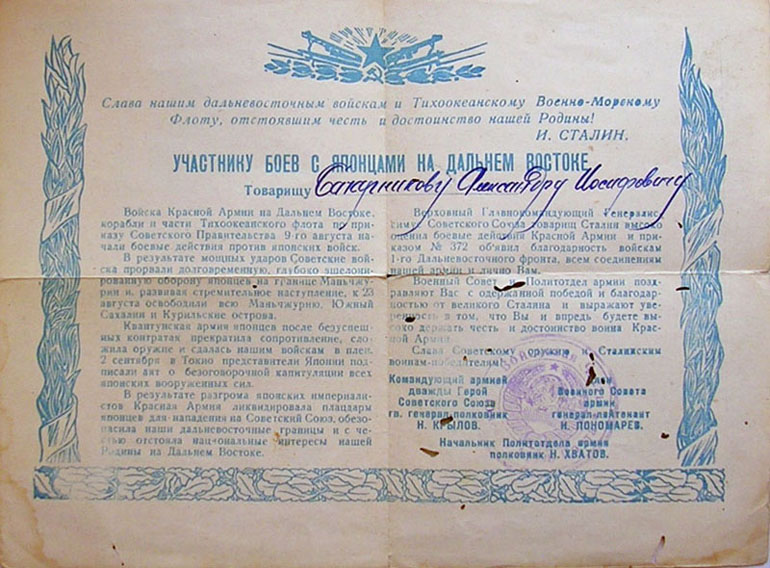 Слава нашим дальневосточным войскам и Тихоокеанскому Военно-Морскому
Флоту, отстоявшим честь и достоинство нашей Родины!
И. СТАЛИН.
УЧАСТНИКУ БОЕВ С ЯПОНЦАМИ НА ДАЛЬНЕМ ВОСТОКЕ
Товарищу Александру Иосифовичу
Войска Красной Армии на Дальнем Востоке,
корабли и части Тихоокеанского флота по при-
казу Советского Правительства 9-го августа на-
чали боевые действия против японских войск.
В результате мощных ударов Советские вой-
ска прорвали долговременную, глубоко эшелони-
рованную оборону японцев на границе Маньчжу-
рии и, развивая стремительное наступление, к 23
августа освободили всю Маньчжурию, Южный
Сахалин и Курильские острова.
Квантунская армия японцев после безуспеш-
ных контратак прекратила сопротивление, сло-
жила оружие и сдалась нашим войскам в плен.
2 сентября в Токио представители Японии под-
писали акт о безоговорочной капитуляции всех
японских вооруженных сил.
В результате разгрома японских империали-
стов Красная Армия ликвидировала плацдарм
японцев для нападения на Советский Союз, обезо-
пасила наши дальневосточные границы и с че-
стью отстояла национальные интересы нашей
Родины на Дальнем Востоке.
Верховный Главнокомандующий Генералис-
симус Советского Союза товарищ Сталин высоко
оценил боевые действия Красной Армии и при-
казом № 372 об'явил благодарность войскам
1-го Дальневосточного фронта, всем соединениям
нашей армии и лично Вам.
Военный Совет и Политотдел армии позд-
равляют Вас с одержанной победой и благодар-
ностью от великого Сталина и выражают уве-
ренность в том, что Вы и впредь будете вы-
соко держать честь и достоинство воина Крас-
ной Армии.
Слава Советскому оружию и Сталинским
воинам-победителям!
Командующий армией
дважды Герой
Советского Союза
гв. генерал-полковник
Н. КРЫЛОВ.
Член
Военного Совета
армии
генерал-лейтенант
И. ПОНОМАРЕВ.
Начальник Политотдела армии
полковник Н. ХВАТОВ.